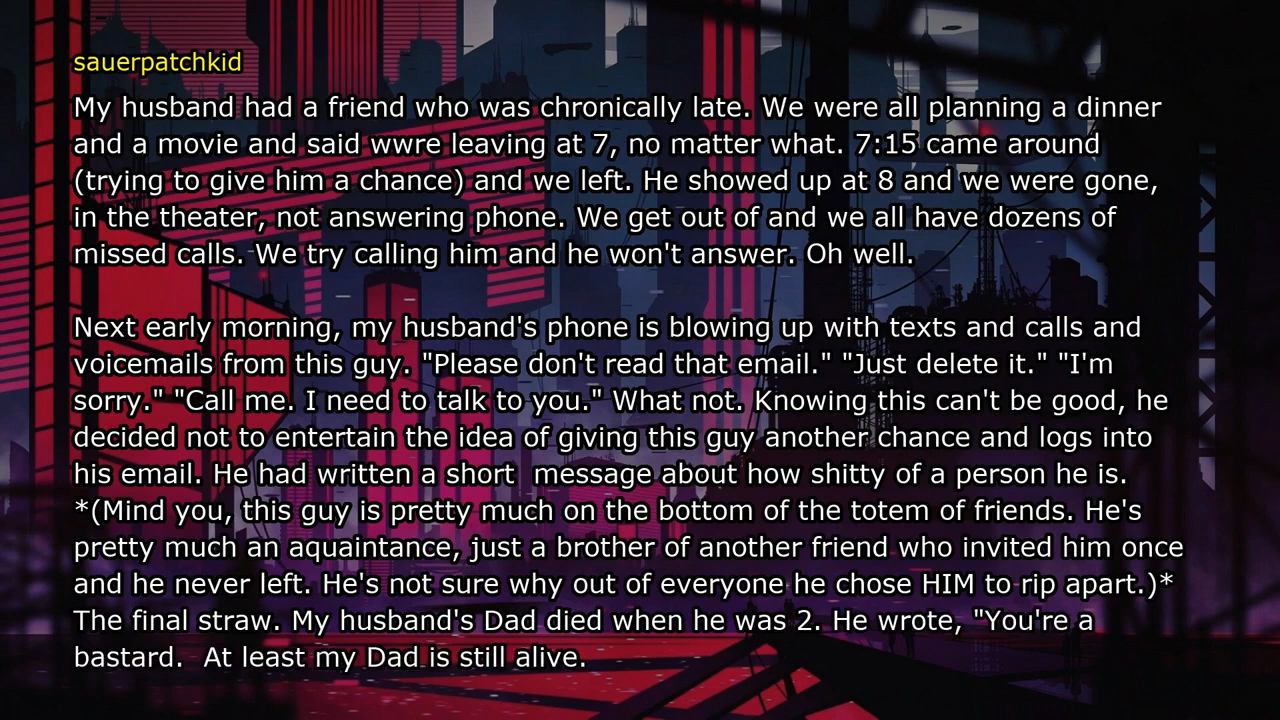 sauerpatchkid
My husband had a friend who was chronically late. We were all planning a dinner
and a movie and said wwre leaving at 7, no matter what. 7:15 came around
(trying to give him a chance) and we left. He showed up at 8 and we were gone,
in the theater, not answering phone. We get out of and we all have dozens of
missed calls. We try calling him and he won't answer. Oh well.
Next early morning, my husband's phone is blowing up with texts and calls and
voicemails from this guy. "Please don't read that email." "Just delete it." "I'm
sorry." "Call me. I need to talk to you." What not. Knowing this can't be good, he
decided not to entertain the idea of giving this guy another chance and logs into
his email. He had written a short  message about how shitty of a person he is.
*(Mind you, this guy is pretty much on the bottom of the totem of friends. He's
pretty much an aquaintance, just a brother of another friend who invited him once
and he never left. He's not sure why out of everyone he chose HIM to rip apart.)*
The final straw. My husband's Dad died when he was 2. He wrote, "You're a
bastard.  At least my Dad is still alive.